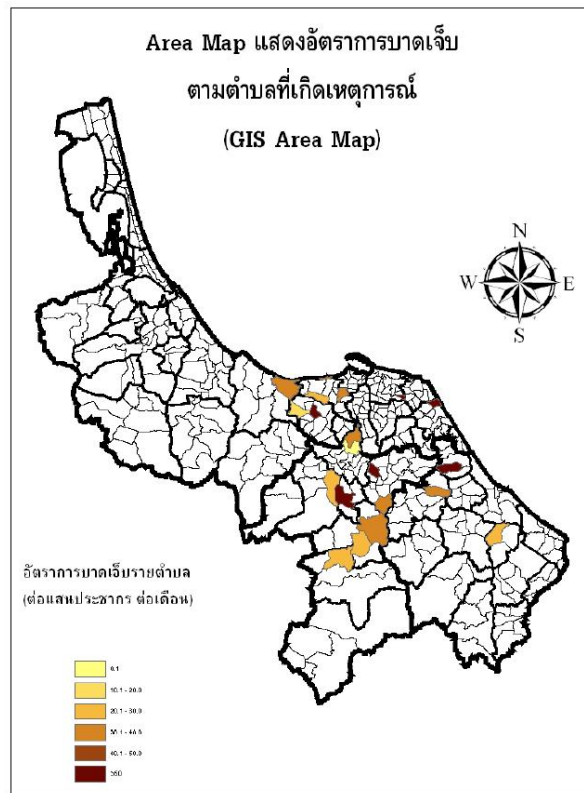 Area Map แสดงอัตราการบาดเจ็บ
ตามตำบลที่เกิดเหตุการณ์
(GIS Area Map)
N
W E
S
อัตราการบาดเจ็บรายตำบล
(ต่อแสนประชากร ต่อเดือน)
10.1 - 20.0
20.1 - 30.0
40.1 - 50.0